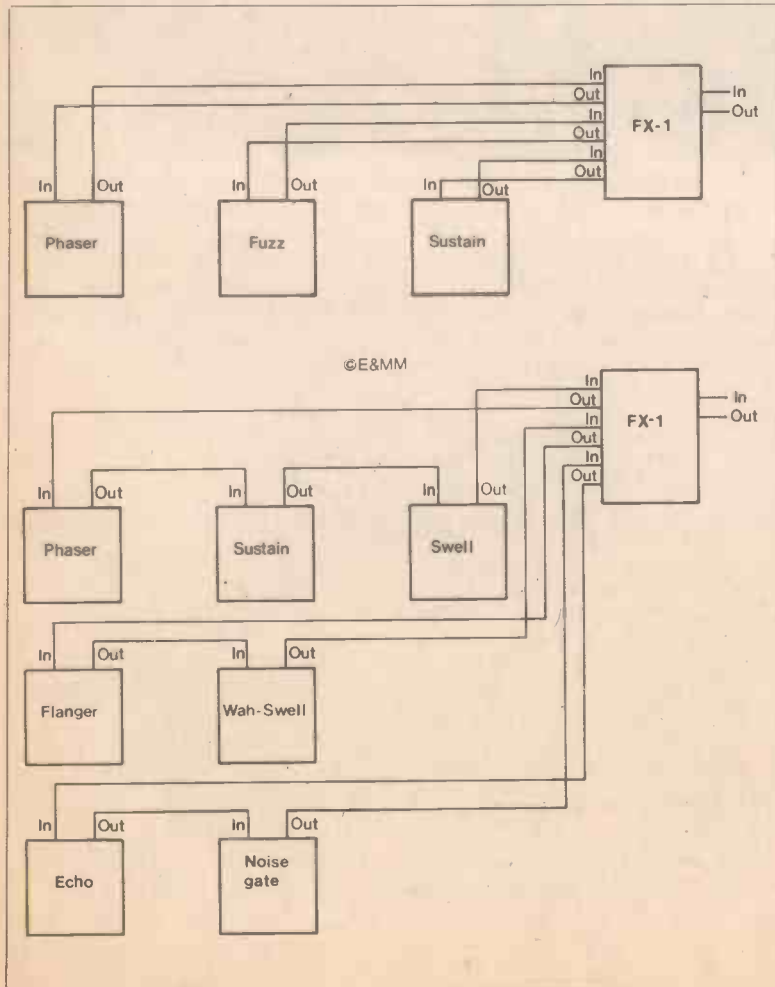 In
Out
In
Out
In
Out
FX-1
In
Out
In Out
In Out
In Out
Phaser
Fuzz
Sustain
©E&MM
In
Out
In
Out
In
Out
FX-1
In
Out
In Out
In Out
In Out
Phaser
Sustain
Swell
In Out
In Out
Flanger
Wah-Swell
In Out
In Out
Echo
Noise
gate